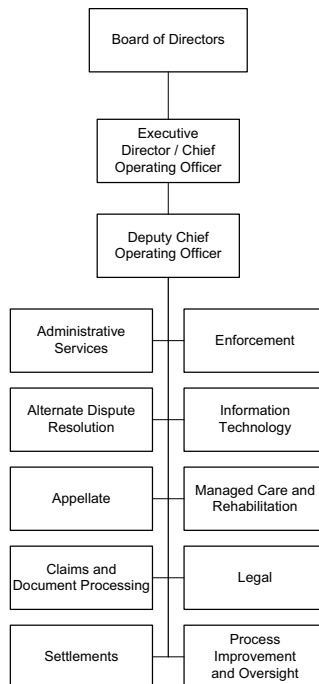 Board of Directors
Executive
Director / Chief
Operating Officer
Deputy Chief
Operating Officer
Administrative
Services
Enforcement
Alternate Dispute
Resolution
Information
Technology
Appellate
Managed Care and
Rehabilitation
Claims and
Document Processing
Legal
Settlements
Process
Improvement
and Oversight